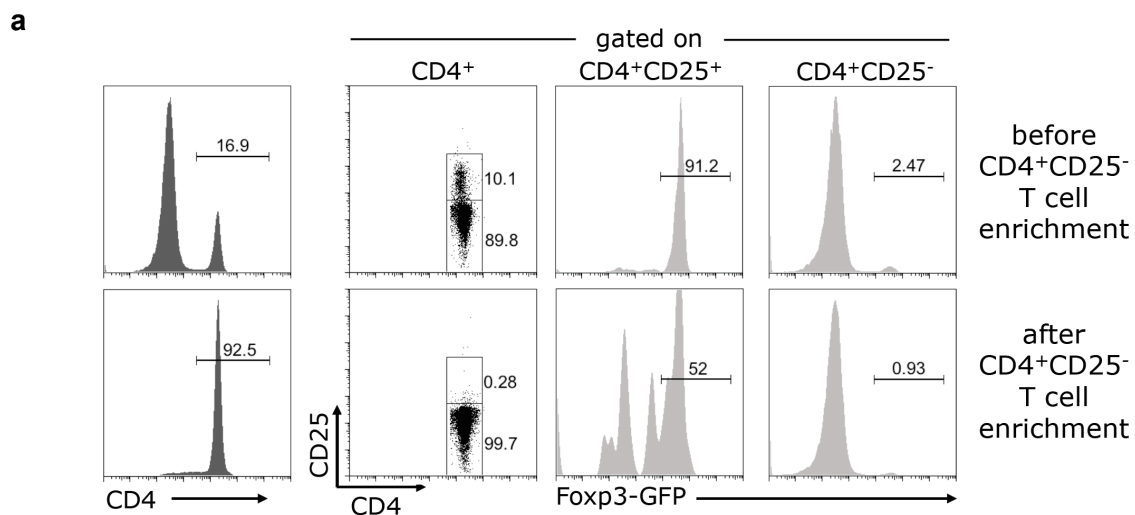 a
gated on
CD4⁺
CD4⁺CD25⁺
CD4⁺CD25⁻
16.9
10.1
89.8
91.2
2.47
before
CD4⁺CD25⁻
T cell
enrichment
92.5
0.28
99.7
52
0.93
after
CD4⁺CD25⁻
T cell
enrichment
CD4
CD25
CD4
Foxp3-GFP